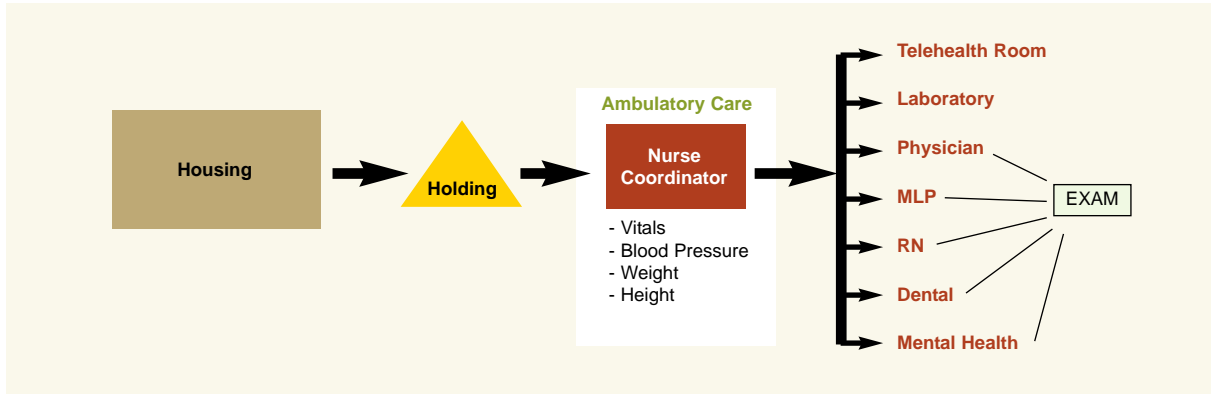 Housing
Holding
Ambulatory Care
Nurse
Coordinator
- Vitals
- Blood Pressure
- Weight
- Height
Telehealth Room
Laboratory
Physician
MLP
RN
Dental
Mental Health
EXAM